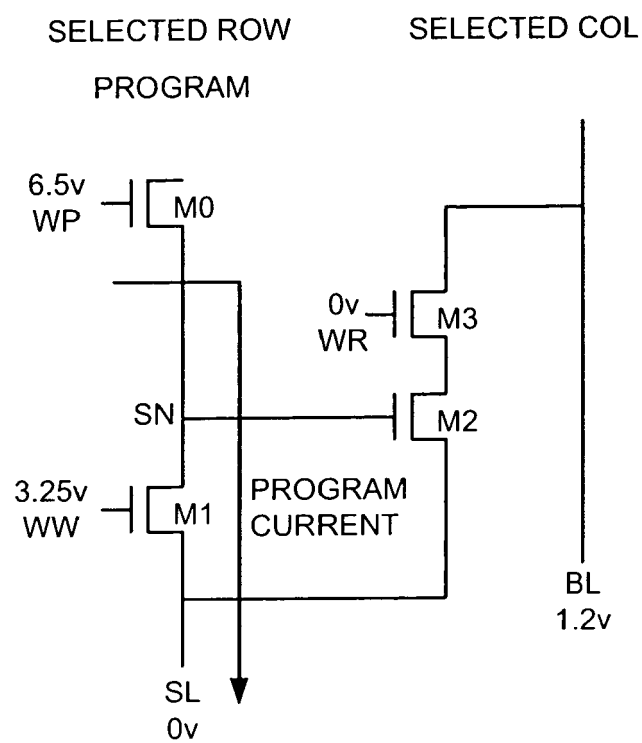 SELECTED ROW
SELECTED COL
PROGRAM
6.5v
WP
M0
0v
WR
M3
SN
M2
3.25v
WW
M1
PROGRAM
CURRENT
BL
1.2v
SL
0v